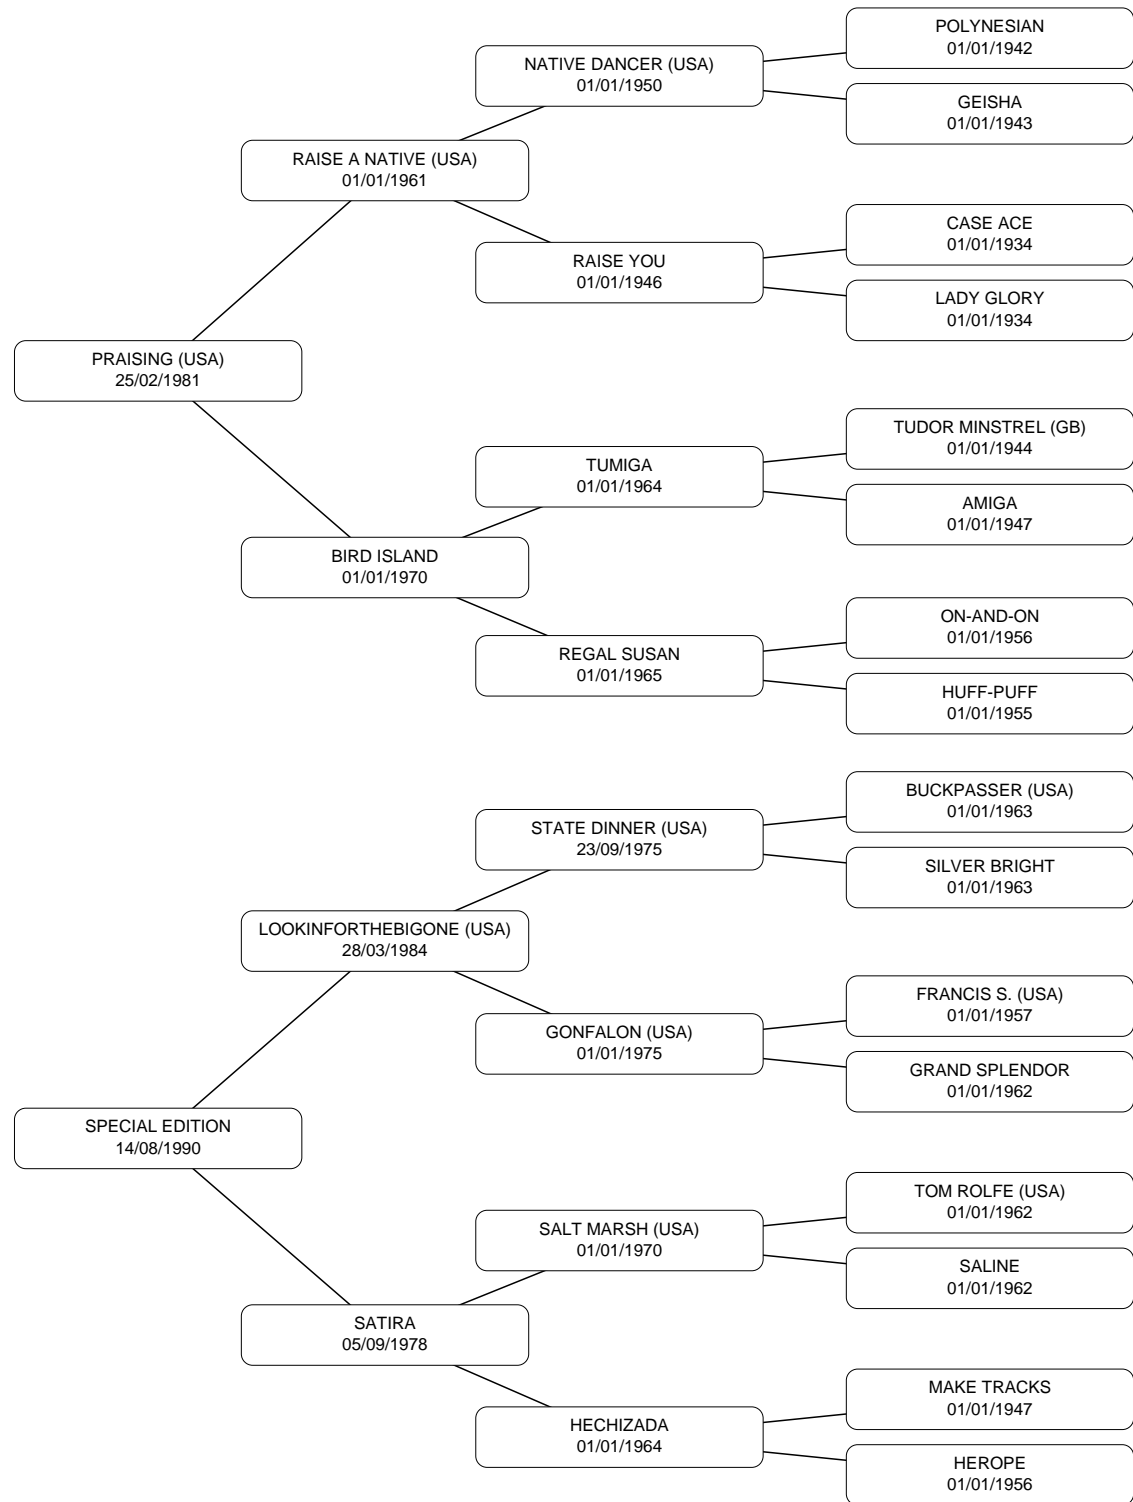 POLYNESIAN
01/01/1942
NATIVE DANCER (USA)
01/01/1950
GEISHA
01/01/1943
RAISE A NATIVE (USA)
01/01/1961
CASE ACE
01/01/1934
RAISE YOU
01/01/1946
LADY GLORY
01/01/1934
PRAISING (USA)
25/02/1981
TUDOR MINSTREL (GB)
01/01/1944
TUMIGA
01/01/1964
AMIGA
01/01/1947
BIRD ISLAND
01/01/1970
ON-AND-ON
01/01/1956
REGAL SUSAN
01/01/1965
HUFF-PUFF
01/01/1955
BUCKPASSER (USA)
01/01/1963
STATE DINNER (USA)
23/09/1975
SILVER BRIGHT
01/01/1963
LOOKINFORTHEBIGONE (USA)
28/03/1984
FRANCIS S. (USA)
01/01/1957
GONFALON (USA)
01/01/1975
GRAND SPLENDOR
01/01/1962
SPECIAL EDITION
14/08/1990
TOM ROLFE (USA)
01/01/1962
SALT MARSH (USA)
01/01/1970
SALINE
01/01/1962
SATIRA
05/09/1978
MAKE TRACKS
01/01/1947
HECHIZADA
01/01/1964
HEROPE
01/01/1956